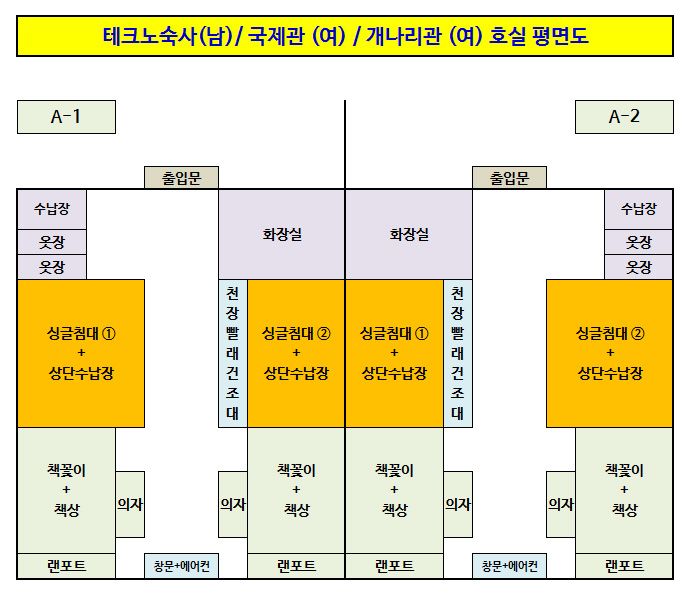 테크노숙사(남)/ 국제관 (여) / 개나리관 (여) 호실 평면도
A-1
A-2
출입문
출입문
수납장
옷장
옷장
화장실
화장실
수납장
옷장
옷장
싱글침대 ①
+
상단수납장
천
장
빨
래
건
조
대
싱글침대 ②
+
상단수납장
싱글침대 ①
+
상단수납장
천
장
빨
래
건
조
대
싱글침대 ②
+
상단수납장
책꽂이
+
책상
의자
의자
책꽂이
+
책상
책꽂이
+
책상
의자
의자
책꽂이
+
책상
랜포트
창문+에어컨
랜포트
랜포트
창문+에어컨
랜포트